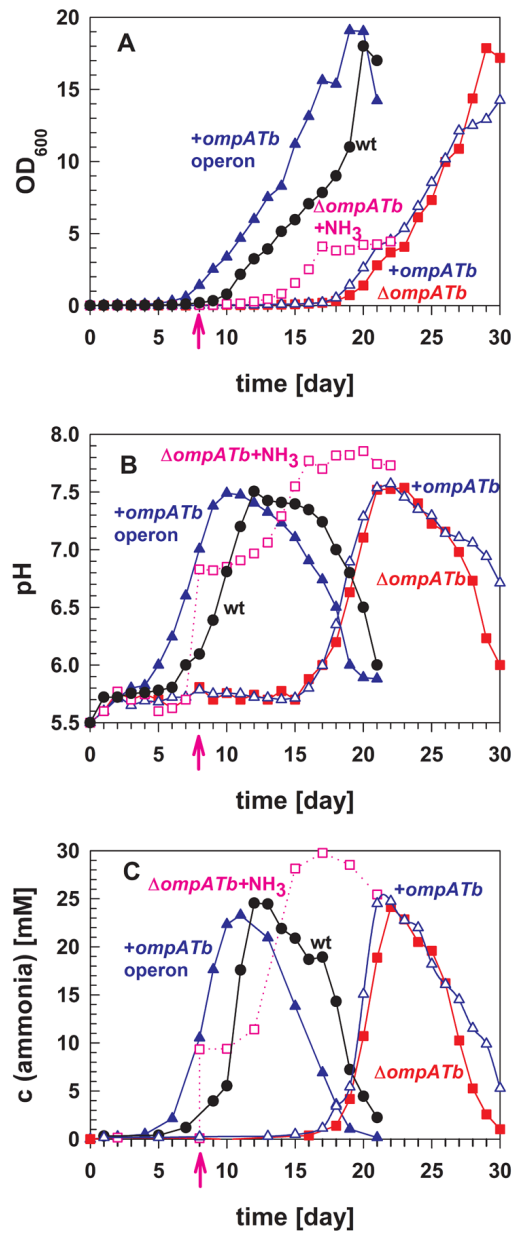 A
20
15
10
5
0
OD600
+ompATb
operon
wt
ΔompATb
+NH3
+ompATb
ΔompATb
0 5 10 15 20 25 30
time [day]
B
8.0
7.5
7.0
6.5
6.0
5.5
pH
ΔompATb+NH3
+ompATb
operon
wt
+ompATb
ΔompATb
0 5 10 15 20 25 30
time [day]
C
30
25
20
15
10
5
0
c (ammonia) [mM]
ΔompATb+NH3
+ompATb
operon
wt
+ompATb
ΔompATb
0 5 10 15 20 25 30
time [day]